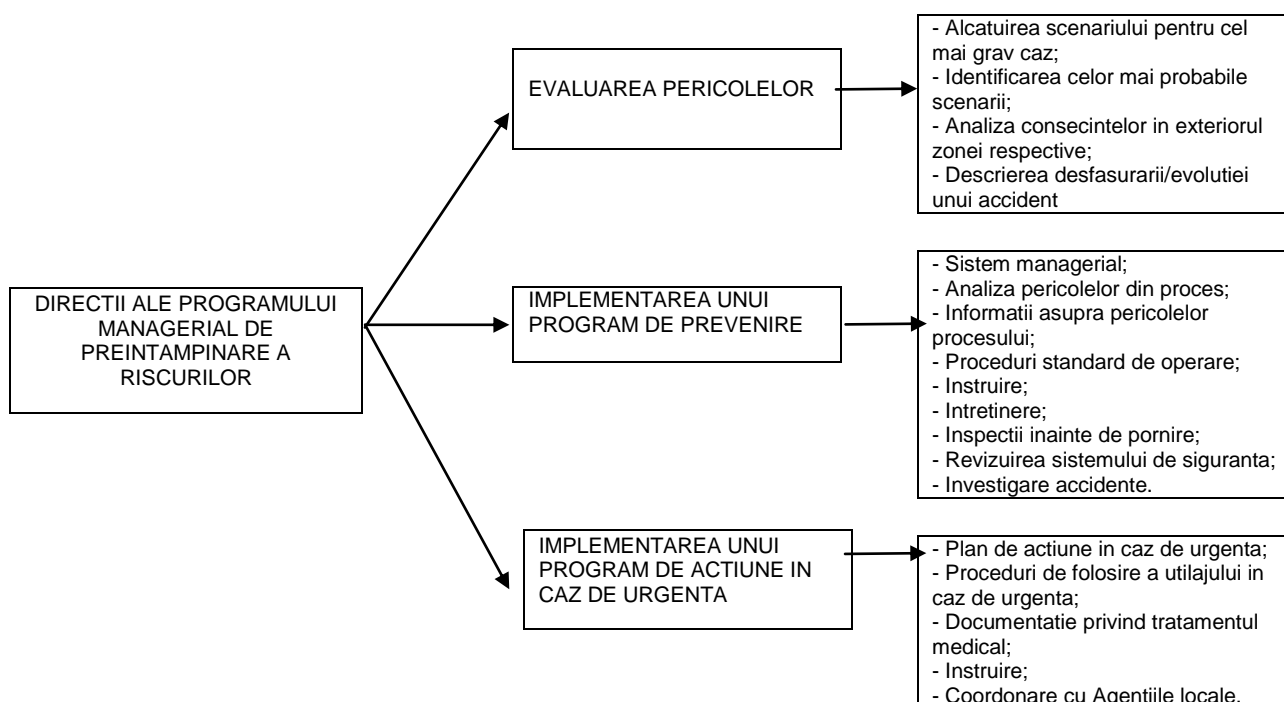 DIRECTII ALE PROGRAMULUI
MANAGERIAL DE
PREINTAMPINARE A
RISCURILOR
EVALUAREA PERICOLELOR
- Alcatuirea scenariului pentru cel
mai grav caz;
- Identificarea celor mai probabile
scenarii;
- Analiza consecintelor in exteriorul
zonei respective;
- Descrierea desfasurarii/evolutiei
unui accident
IMPLEMENTAREA UNUI
PROGRAM DE PREVENIRE
- Sistem managerial;
- Analiza pericolelor din proces;
- Informatii asupra pericolelor
procesului;
- Proceduri standard de operare;
- Instruire;
- Intretinere;
- Inspectii inainte de pornire;
- Revizuirea sistemului de siguranta;
- Investigare accidente.
IMPLEMENTAREA UNUI
PROGRAM DE ACTIUNE IN
CAZ DE URGENTA
- Plan de actiune in caz de urgenta;
- Proceduri de folosire a utilajului in
caz de urgenta;
- Documentatie privind tratamentul
medical;
- Instruire;
- Coordonare cu Agentiile locale.